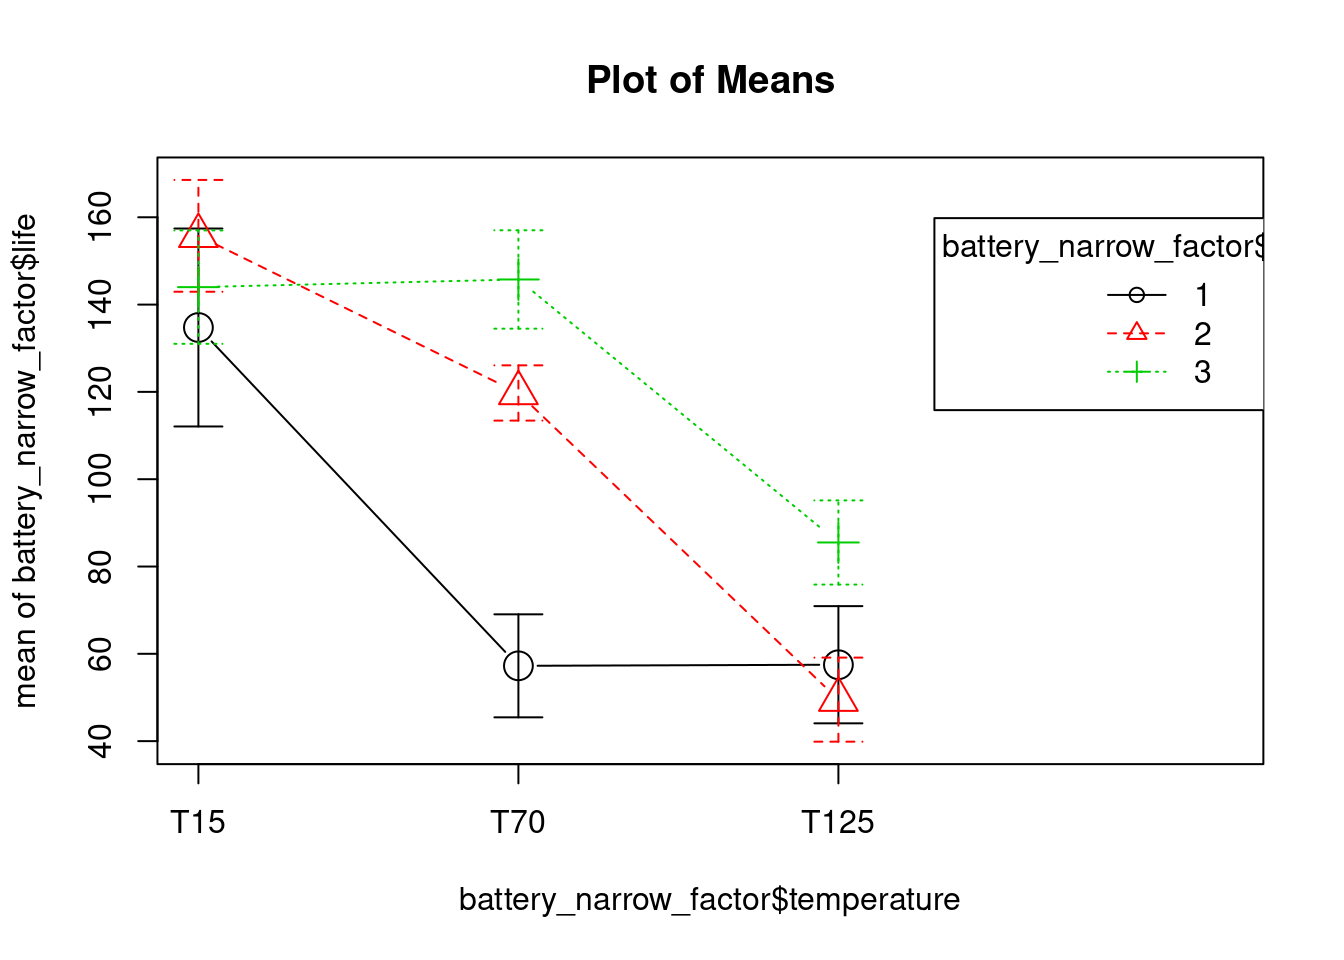 Plot of Means
mean of battery_narrow_factor$life
160
140
120
100
80
60
40
battery_narrow_factor$
1
2
3
T15 T70 T125
battery_narrow_factor$temperature